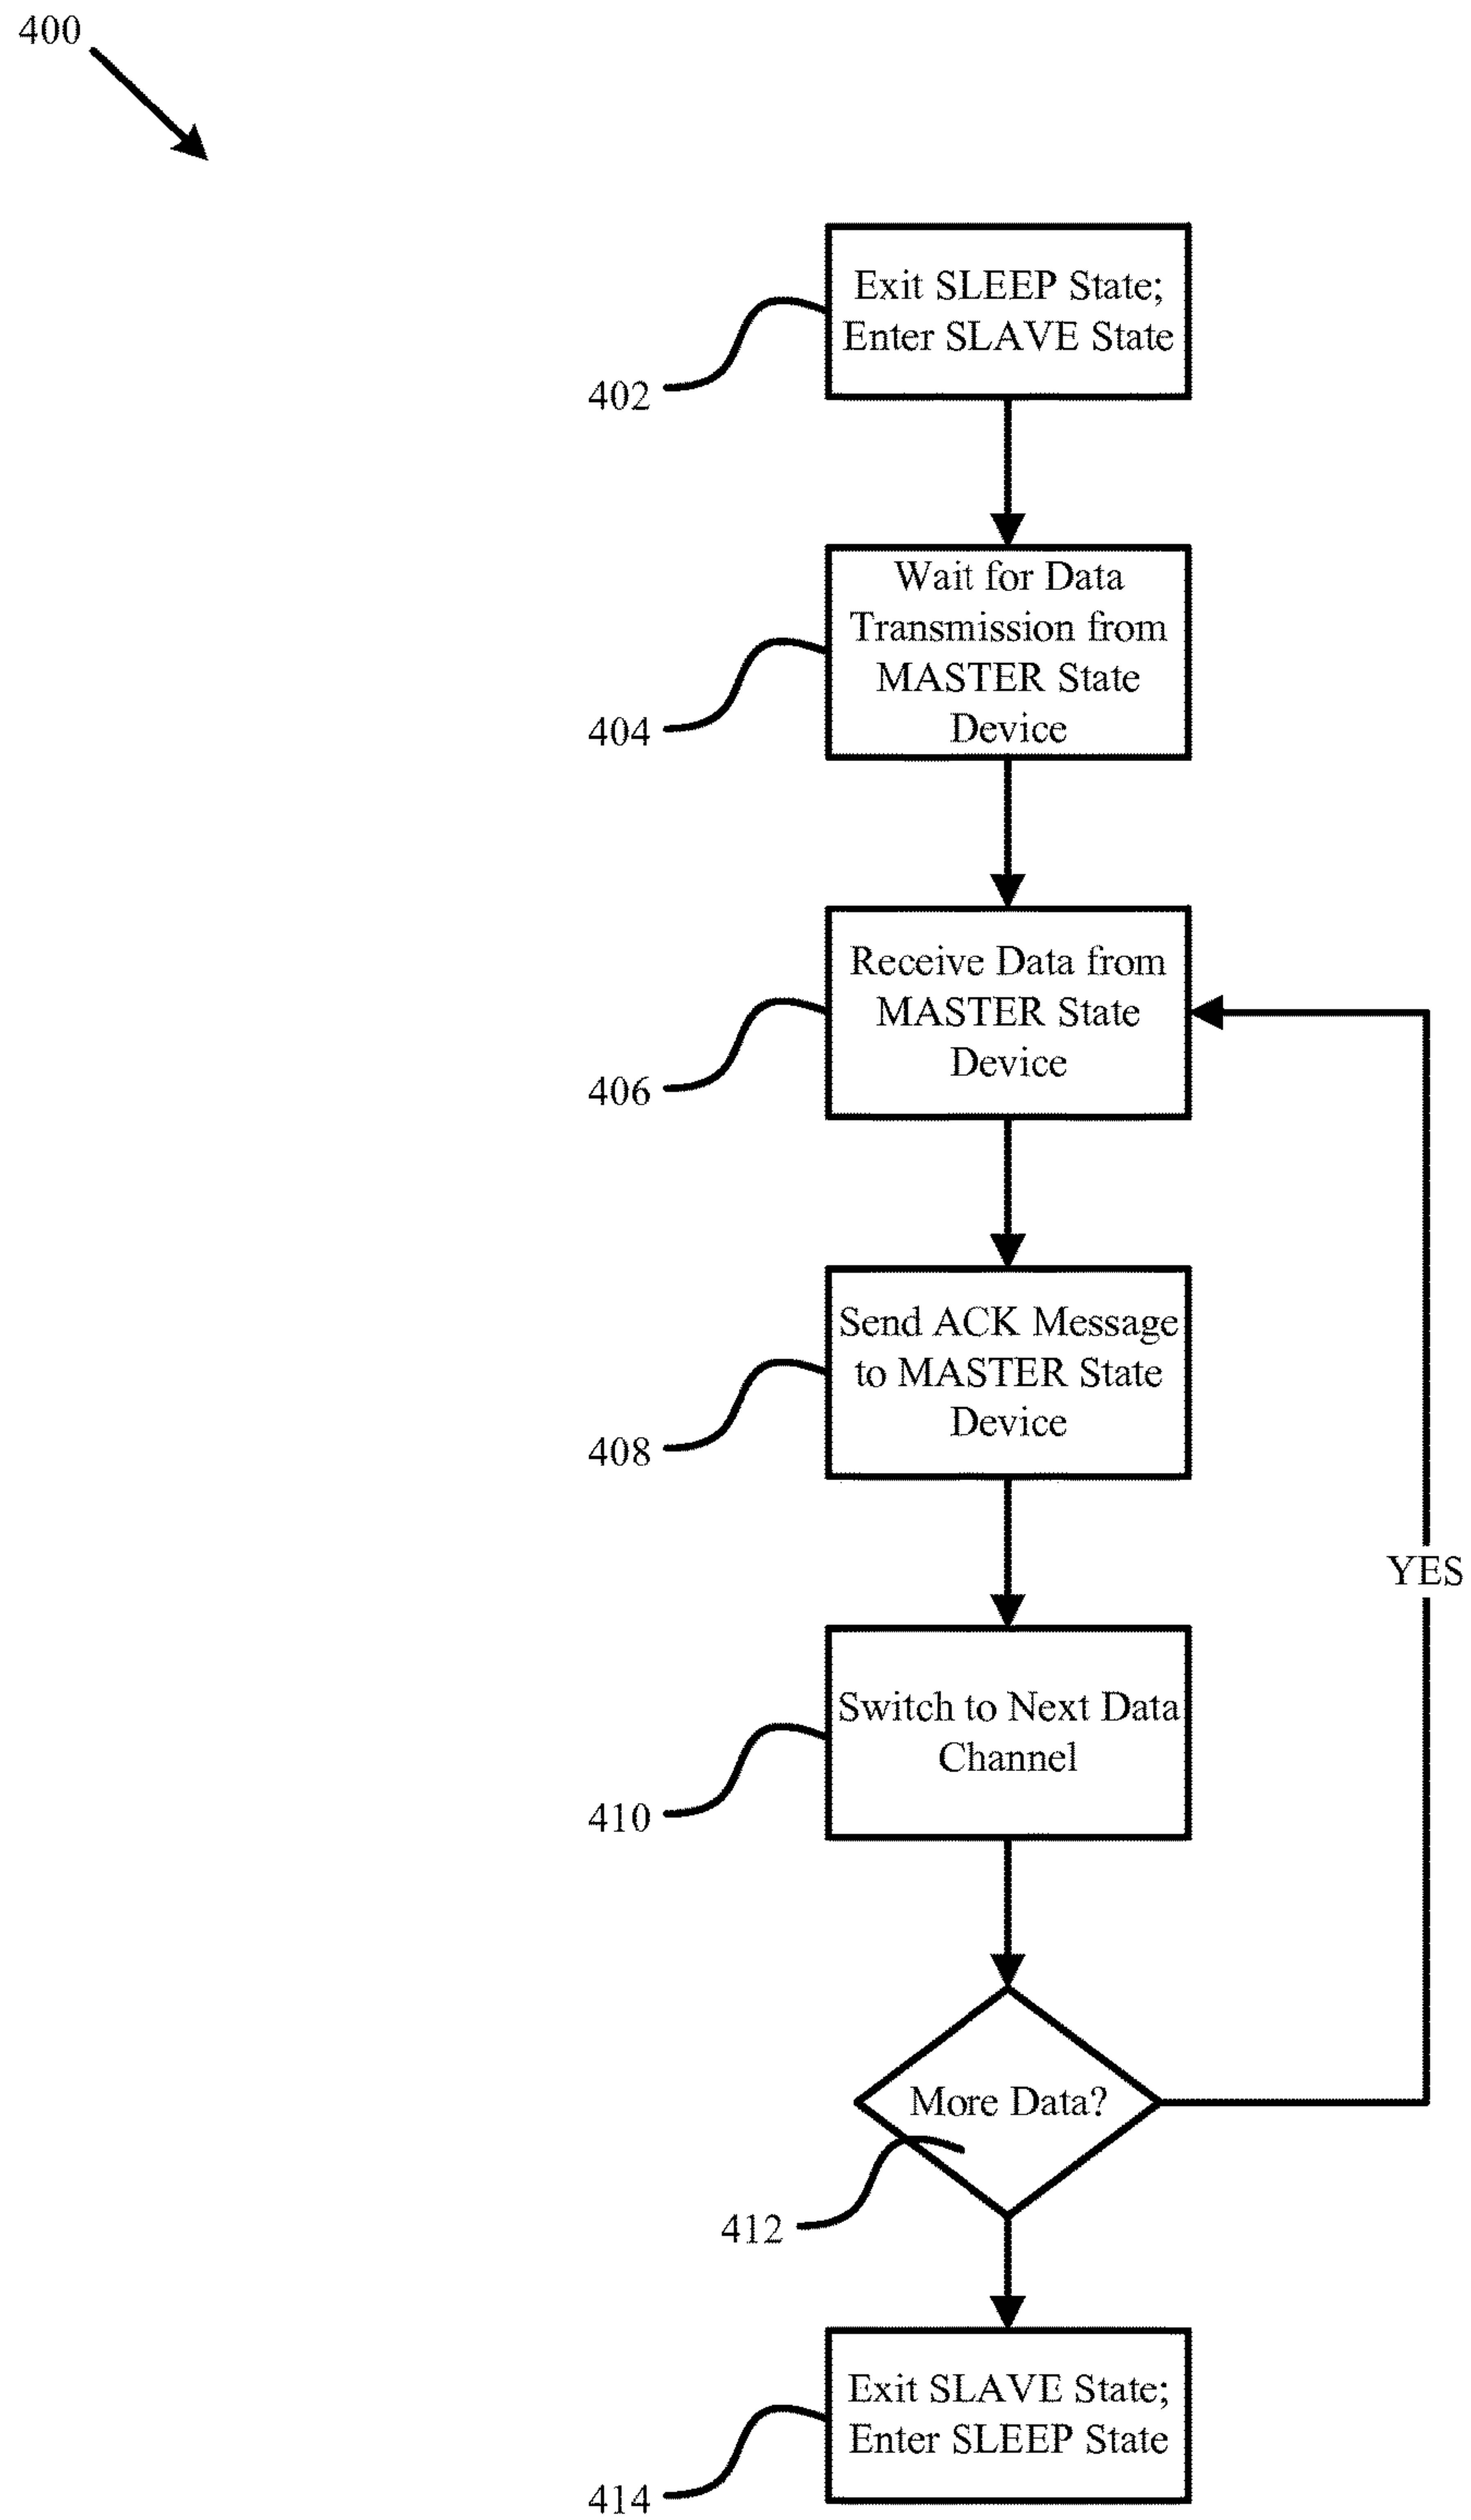 400
Exit SLEEP State;
Enter SLAVE State
402
Wait for Data
Transmission from
MASTER State
Device
404
Receive Data from
MASTER State
Device
406
Send ACK Message
to MASTER State
Device
408
YES
Switch to Next Data
Channel
410
More Data?
412
Exit SLAVE State;
Enter SLEEP State
414